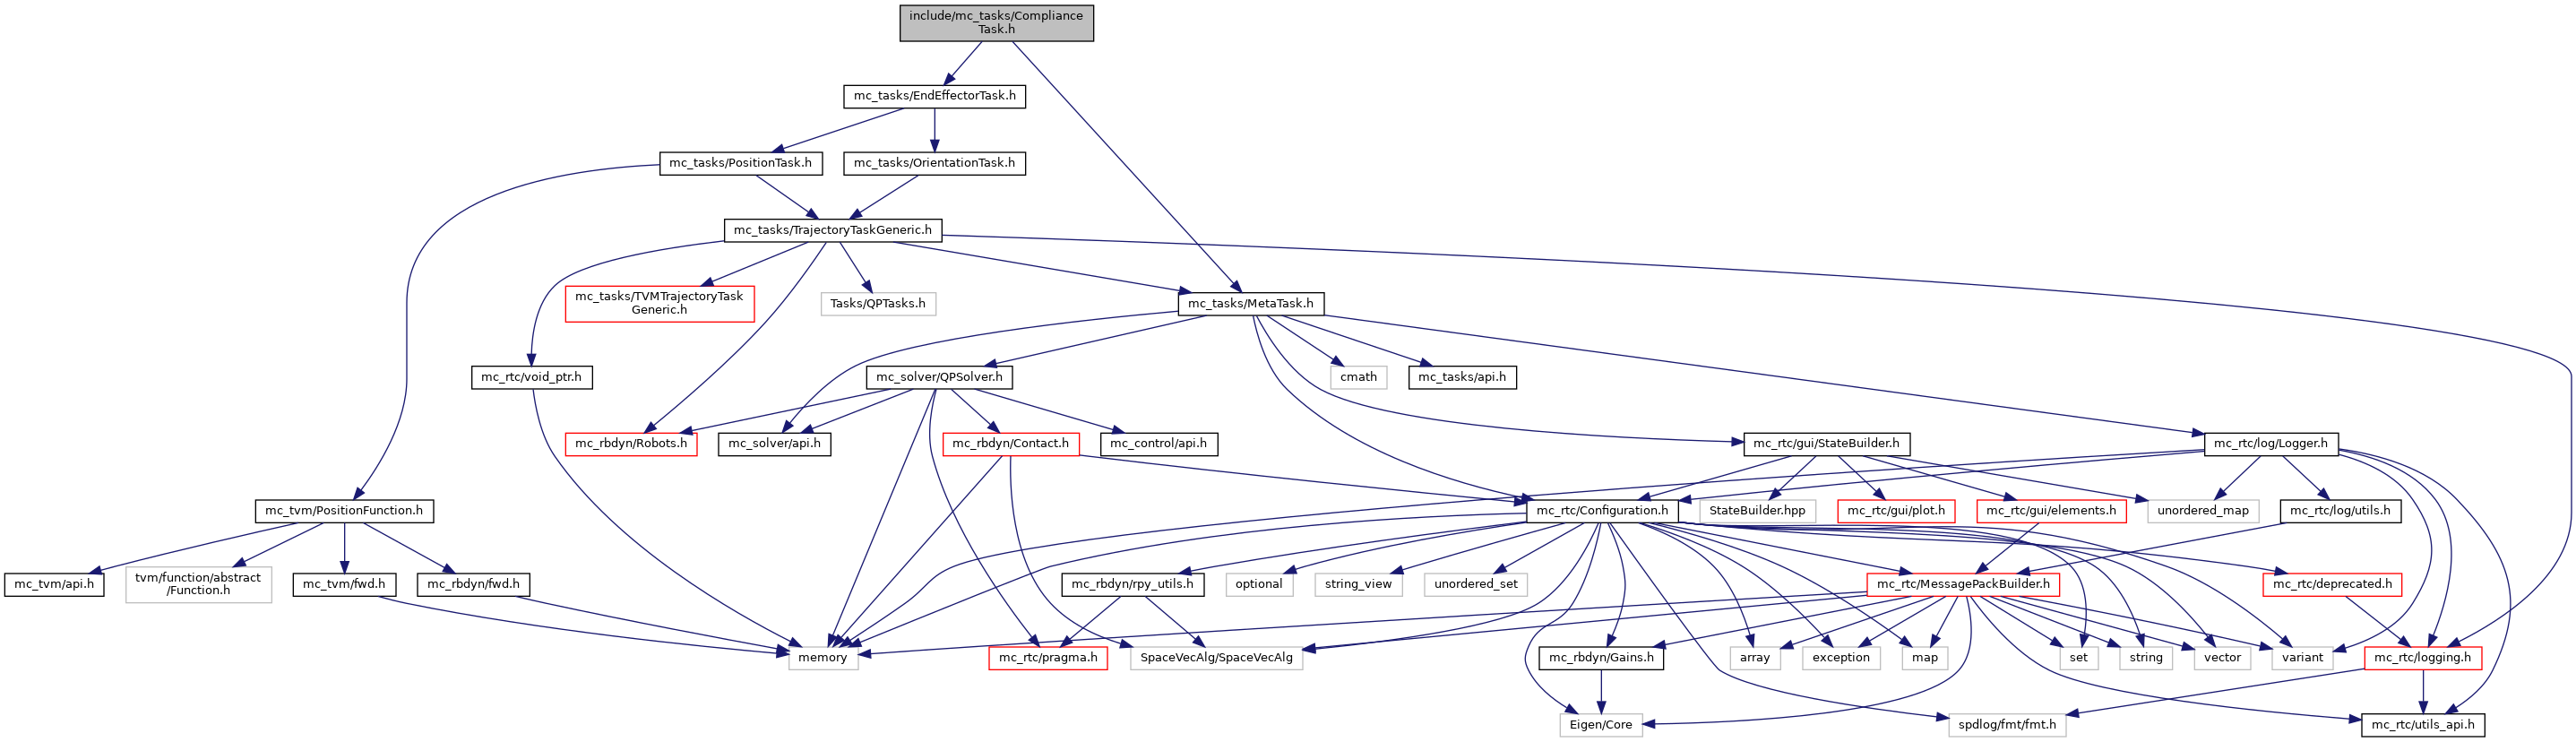 include/mc_tasks/Compliance
Task.h
mc_tasks/EndEffectorTask.h
mc_tasks/PositionTask.h
mc_tasks/OrientationTask.h
mc_tasks/TrajectoryTaskGeneric.h
mc_tasks/TVMTrajectoryTask
Generic.h
Tasks/QPTasks.h
mc_tasks/MetaTask.h
mc_rtc/void_ptr.h
mc_solver/QPSolver.h
cmath
mc_tasks/api.h
mc_rbdyn/Robots.h
mc_solver/api.h
mc_rbdyn/Contact.h
mc_control/api.h
mc_rtc/gui/StateBuilder.h
mc_rtc/log/Logger.h
mc_tvm/PositionFunction.h
mc_rtc/Configuration.h
StateBuilder.hpp
mc_rtc/gui/plot.h
mc_rtc/gui/elements.h
unordered_map
mc_rtc/log/utils.h
mc_tvm/api.h
tvm/function/abstract
/Function.h
mc_tvm/fwd.h
mc_rbdyn/fwd.h
mc_rbdyn/rpy_utils.h
optional
string_view
unordered_set
mc_rtc/MessagePackBuilder.h
mc_rtc/deprecated.h
memory
mc_rtc/pragma.h
SpaceVecAlg/SpaceVecAlg
mc_rbdyn/Gains.h
array
exception
map
set
string
vector
variant
mc_rtc/logging.h
Eigen/Core
spdlog/fmt/fmt.h
mc_rtc/utils_api.h